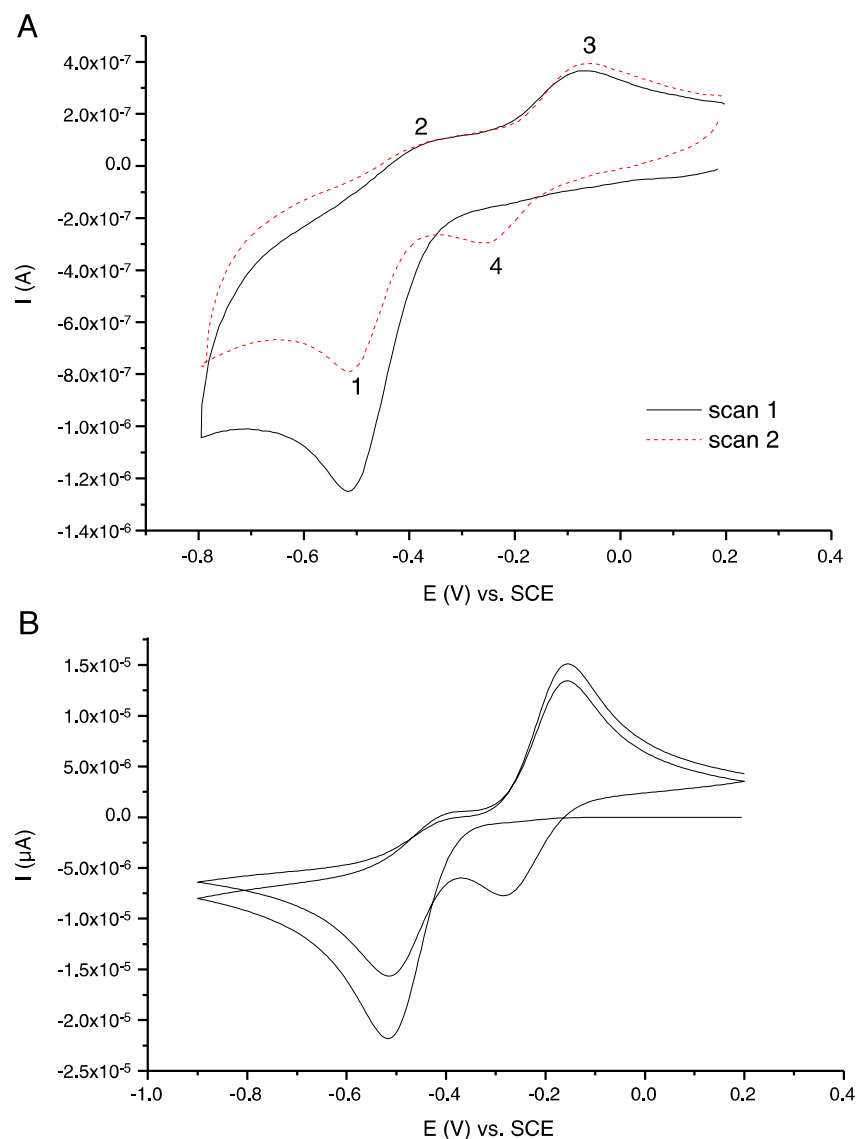 A
3
4.0x10⁻⁷
2.0x10⁻⁷
2
0.0
-2.0x10⁻⁷
-4.0x10⁻⁷
4
I (A)
-6.0x10⁻⁷
-8.0x10⁻⁷
1
-1.0x10⁻⁶
scan 1
scan 2
-1.2x10⁻⁶
-1.4x10⁻⁶
-0.8 -0.6 -0.4 -0.2 0.0 0.2 0.4
E (V) vs. SCE
B
1.5x10⁻⁵
1.0x10⁻⁵
5.0x10⁻⁶
0.0
I (µA)
-5.0x10⁻⁶
-1.0x10⁻⁵
-1.5x10⁻⁵
-2.0x10⁻⁵
-2.5x10⁻⁵
-1.0 -0.8 -0.6 -0.4 -0.2 0.0 0.2 0.4
E (V) vs. SCE